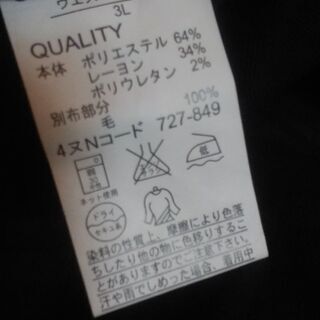 3L
QUALITY
本体 ポリエステル 64%
レーヨン 34%
ポリウレタン 2%
別布部分
毛 100%
4ヌNコード 727-849
低
ネット使用
ドライ
セキユ系
染料の性質上、摩擦により色落
ちしたり他の物に色移りするこ
とがありますのでご注意下さい。
汗や雨でしめった場合、着用中